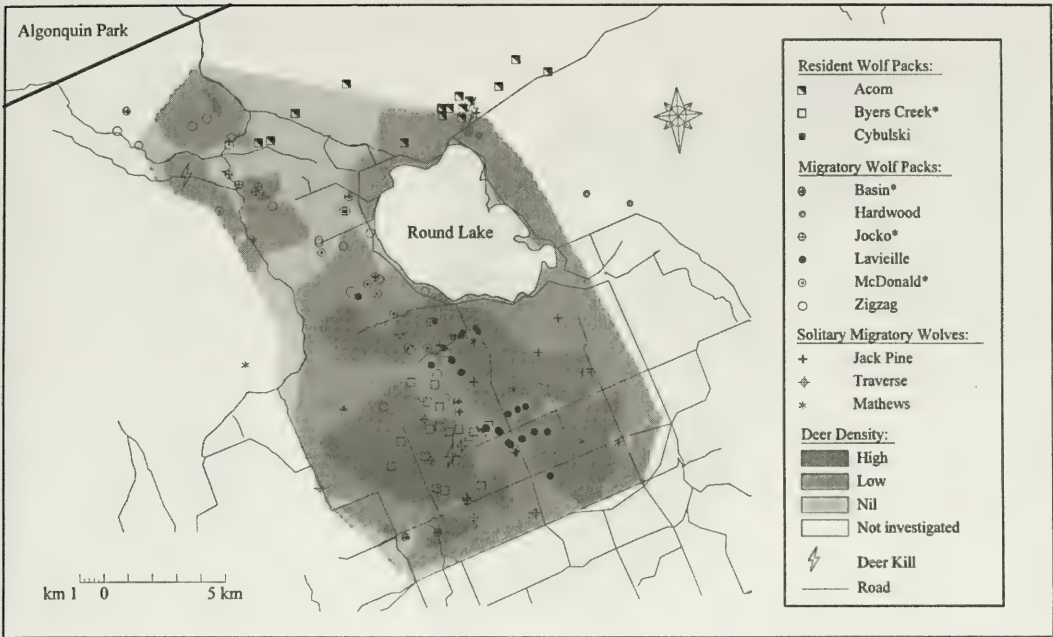 Algonquin Park
Round Lake
km 1 0 5 km
Resident Wolf Packs:
Acorn
Byers Creek*
Cybulski
Migratory Wolf Packs:
Basin*
Hardwood
Jocko*
Lavieille
McDonald*
Zigzag
Solitary Migratory Wolves:
Jack Pine
Traverse
Mathews
Deer Density:
High
Low
Nil
Not investigated
Deer Kill
Road